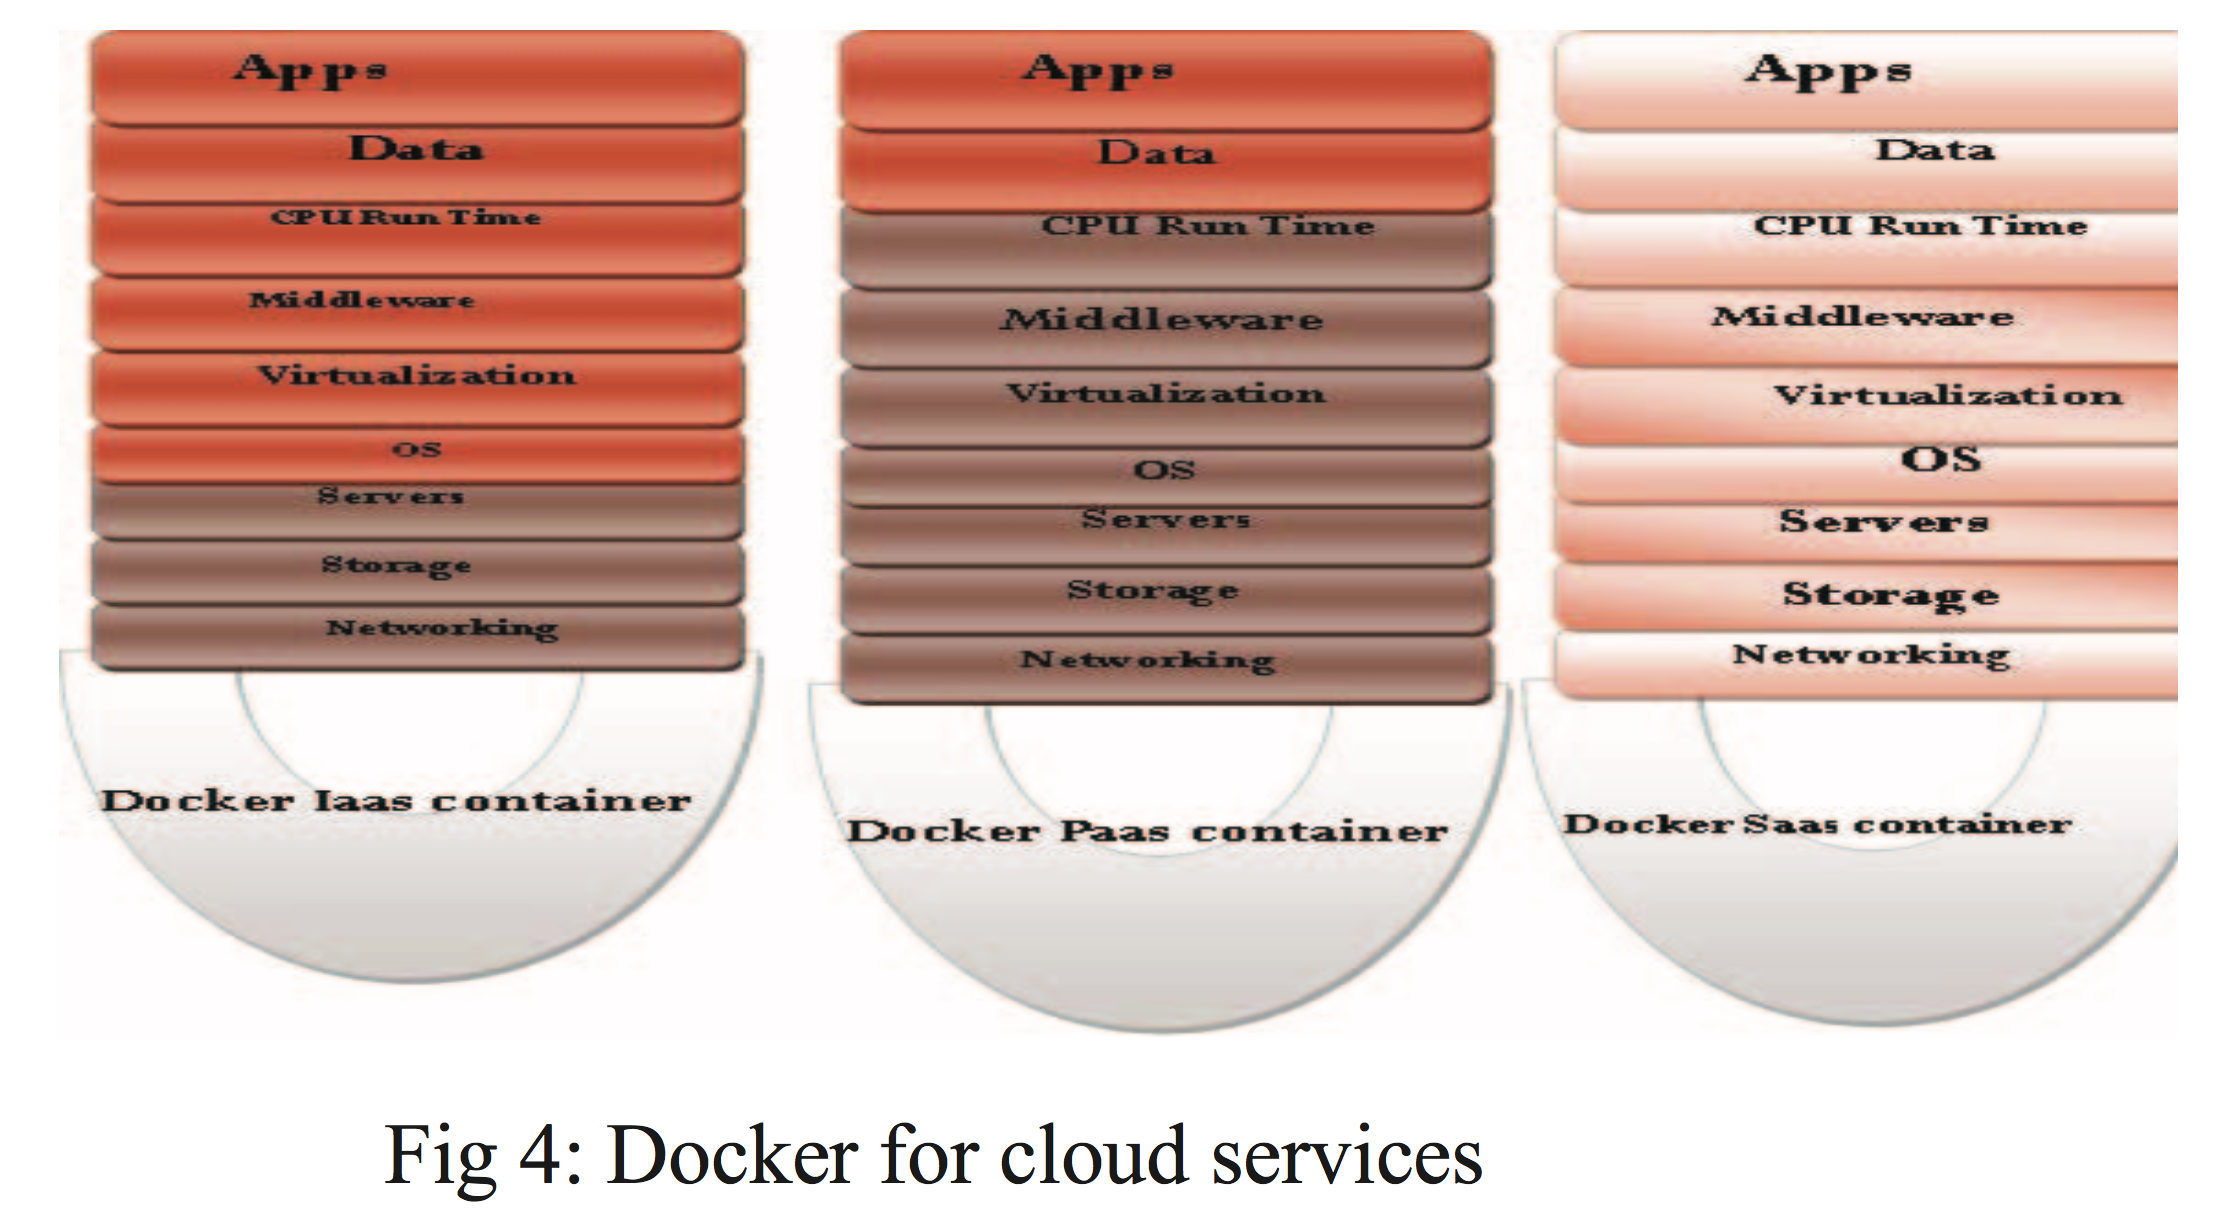 Apps
Data
CPU Run Time
Middleware
Virtualization
OS
Servers
Storage
Networking
Docker Iaas container
Apps
Data
CPU Run Time
Middleware
Virtualization
OS
Servers
Storage
Networking
Docker Paas container
Apps
Data
CPU Run Time
Middleware
Virtualization
OS
Servers
Storage
Networking
Docker Saas container
Fig 4: Docker for cloud services